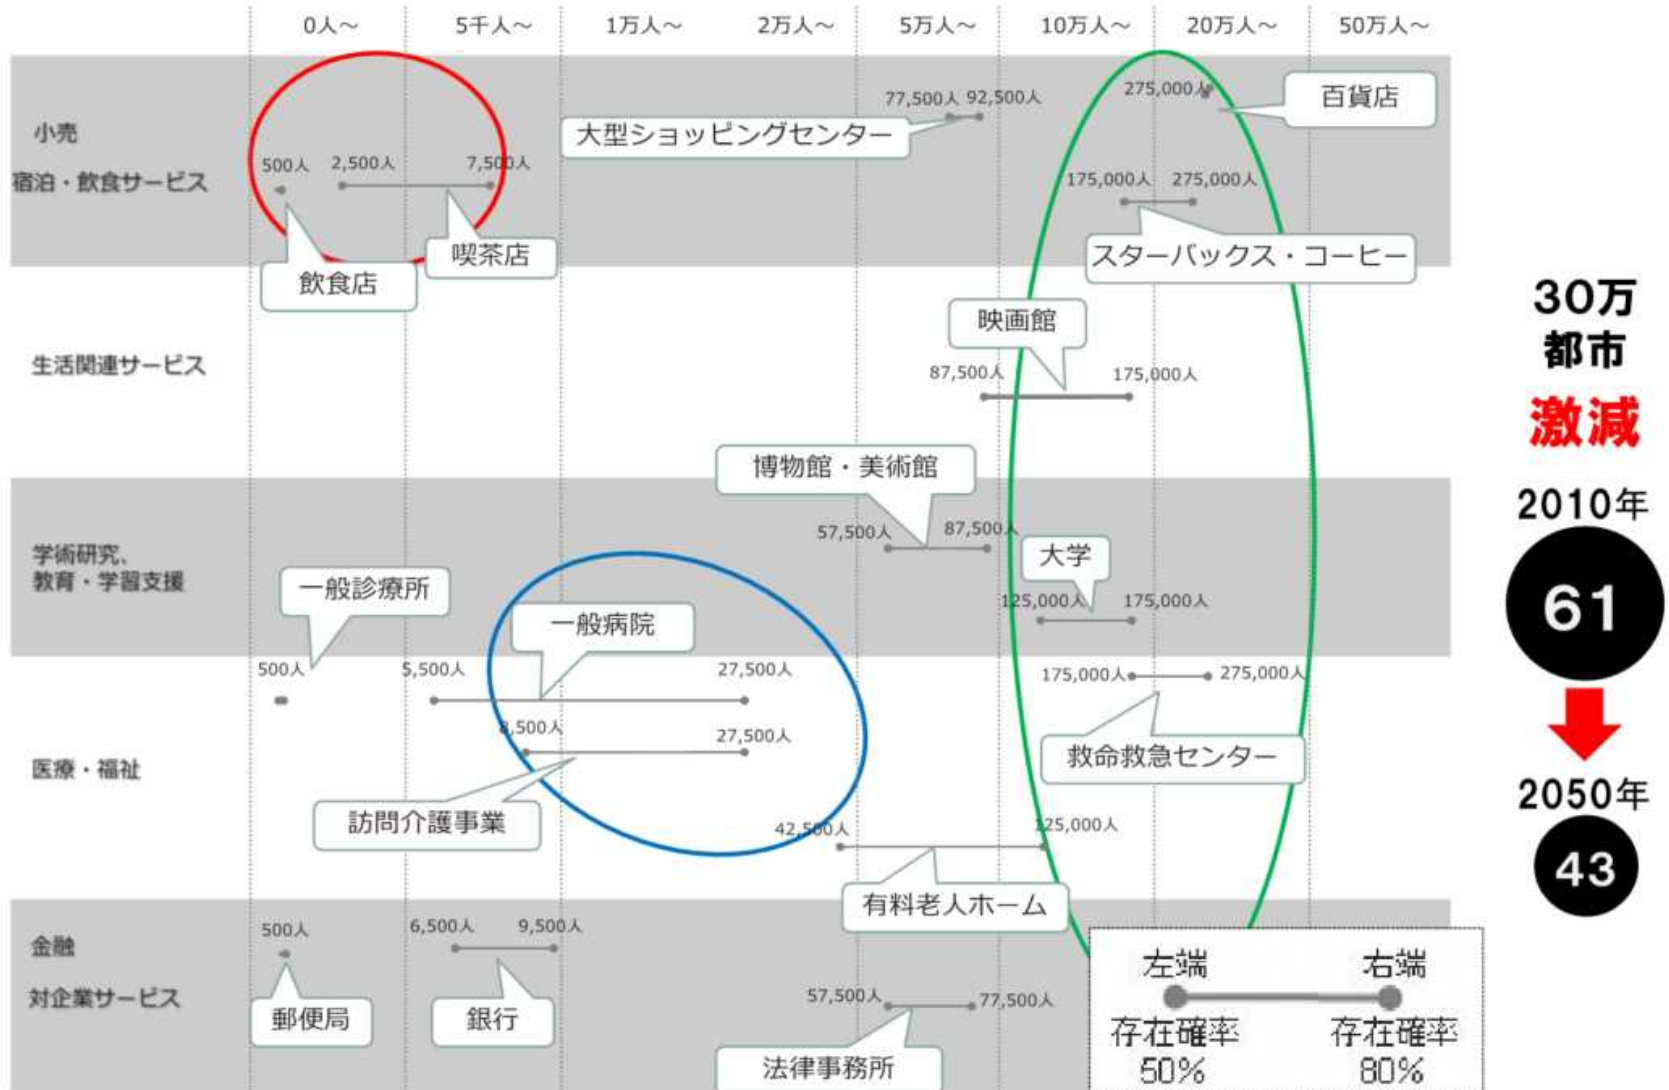 0人～ 5千人～ 1万人～ 2万人～ 5万人～ 10万人～ 20万人～ 50万人～
小売
宿泊・飲食サービス
500人 2,500人 7,500人
飲食店
喫茶店
77,500人 92,500人
大型ショッピングセンター
275,000人
百貨店
175,000人 275,000人
スターバックス・コーヒー
生活関連サービス
映画館
87,500人 175,000人
学術研究、
教育・学習支援
博物館・美術館
57,500人 87,500人
大学
125,000人 175,000人
医療・福祉
一般診療所
500人
一般病院
5,500人 27,500人
8,500人 27,500人
訪問介護事業
175,000人 275,000人
救命救急センター
42,500人 125,000人
有料老人ホーム
金融
対企業サービス
500人
郵便局
6,500人 9,500人
銀行
57,500人 77,500人
法律事務所
左端 右端
存在確率 存在確率
50% 80%
30万
都市
激減
2010年
61
2050年
43